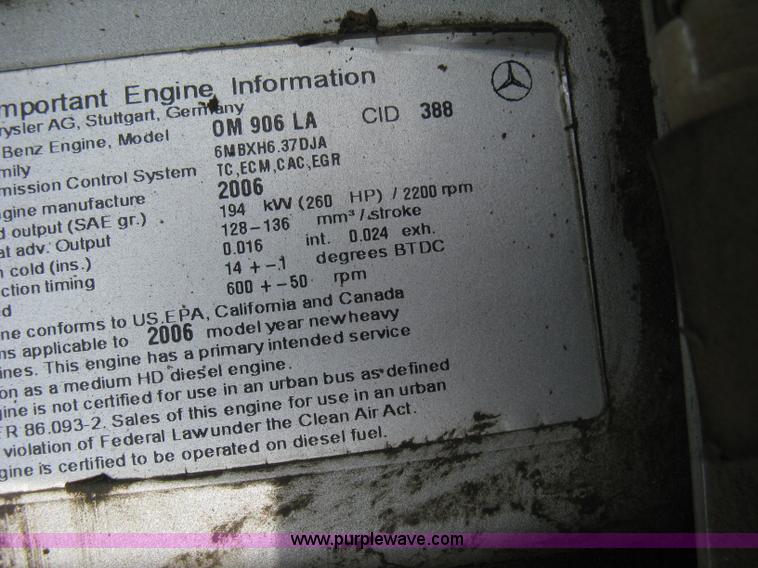 mportant Engine Information
rysler AG, Stuttgart, Germany
Benz Engine, Model OM 906 LA CID 388
mily 6MBXH6.37DJA
mission Control System TC,ECM,CAC,EGR
gine manufacture 2006
d output (SAE gr.) 194 kW (260 HP) / 2200 rpm
at adv. Output 128-136 mm³/stroke
n cold (ins.) 0.016 int. 0.024 exh.
ction timing 14 +-.1 degrees BTDC
d 600 +-50 rpm
ne conforms to US,EPA, California and Canada
ns applicable to 2006 model year new heavy
ines. This engine has a primary intended service
on as a medium HD diesel engine.
gine is not certified for use in an urban bus as defined
FR 86.093-2. Sales of this engine for use in an urban
violation of Federal Law under the Clean Air Act.
gine is certified to be operated on diesel fuel.
www.purplewave.com